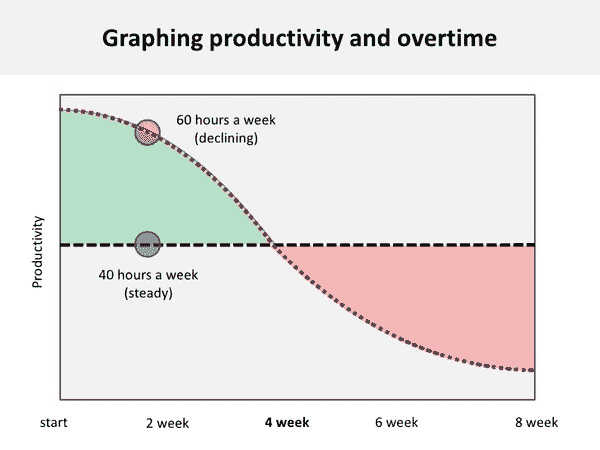 Graphing productivity and overtime
60 hours a week
(declining)
Productivity
40 hours a week
(steady)
start
2 week
4 week
6 week
8 week